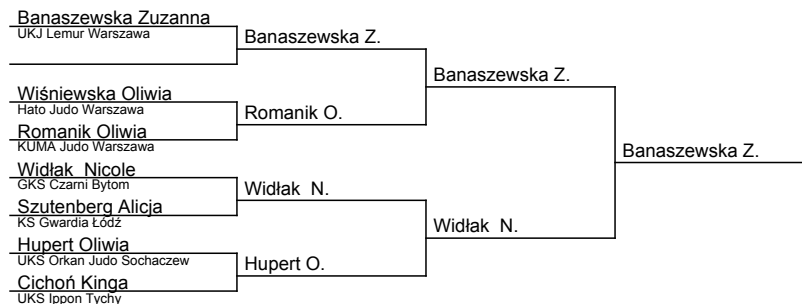 Banaszewska Zuzanna
UKJ Lemur Warszawa
Banaszewska Z.
Banaszewska Z.
Wiśniewska Oliwia
Hato Judo Warszawa
Romanik O.
Romanik Oliwia
KUMA Judo Warszawa
Banaszewska Z.
Widłak  Nicole
GKS Czarni Bytom
Widłak  N.
Szutenberg Alicja
KS Gwardia Łódź
Widłak  N.
Hupert Oliwia
UKS Orkan Judo Sochaczew
Hupert O.
Cichoń Kinga
UKS Ippon Tychy